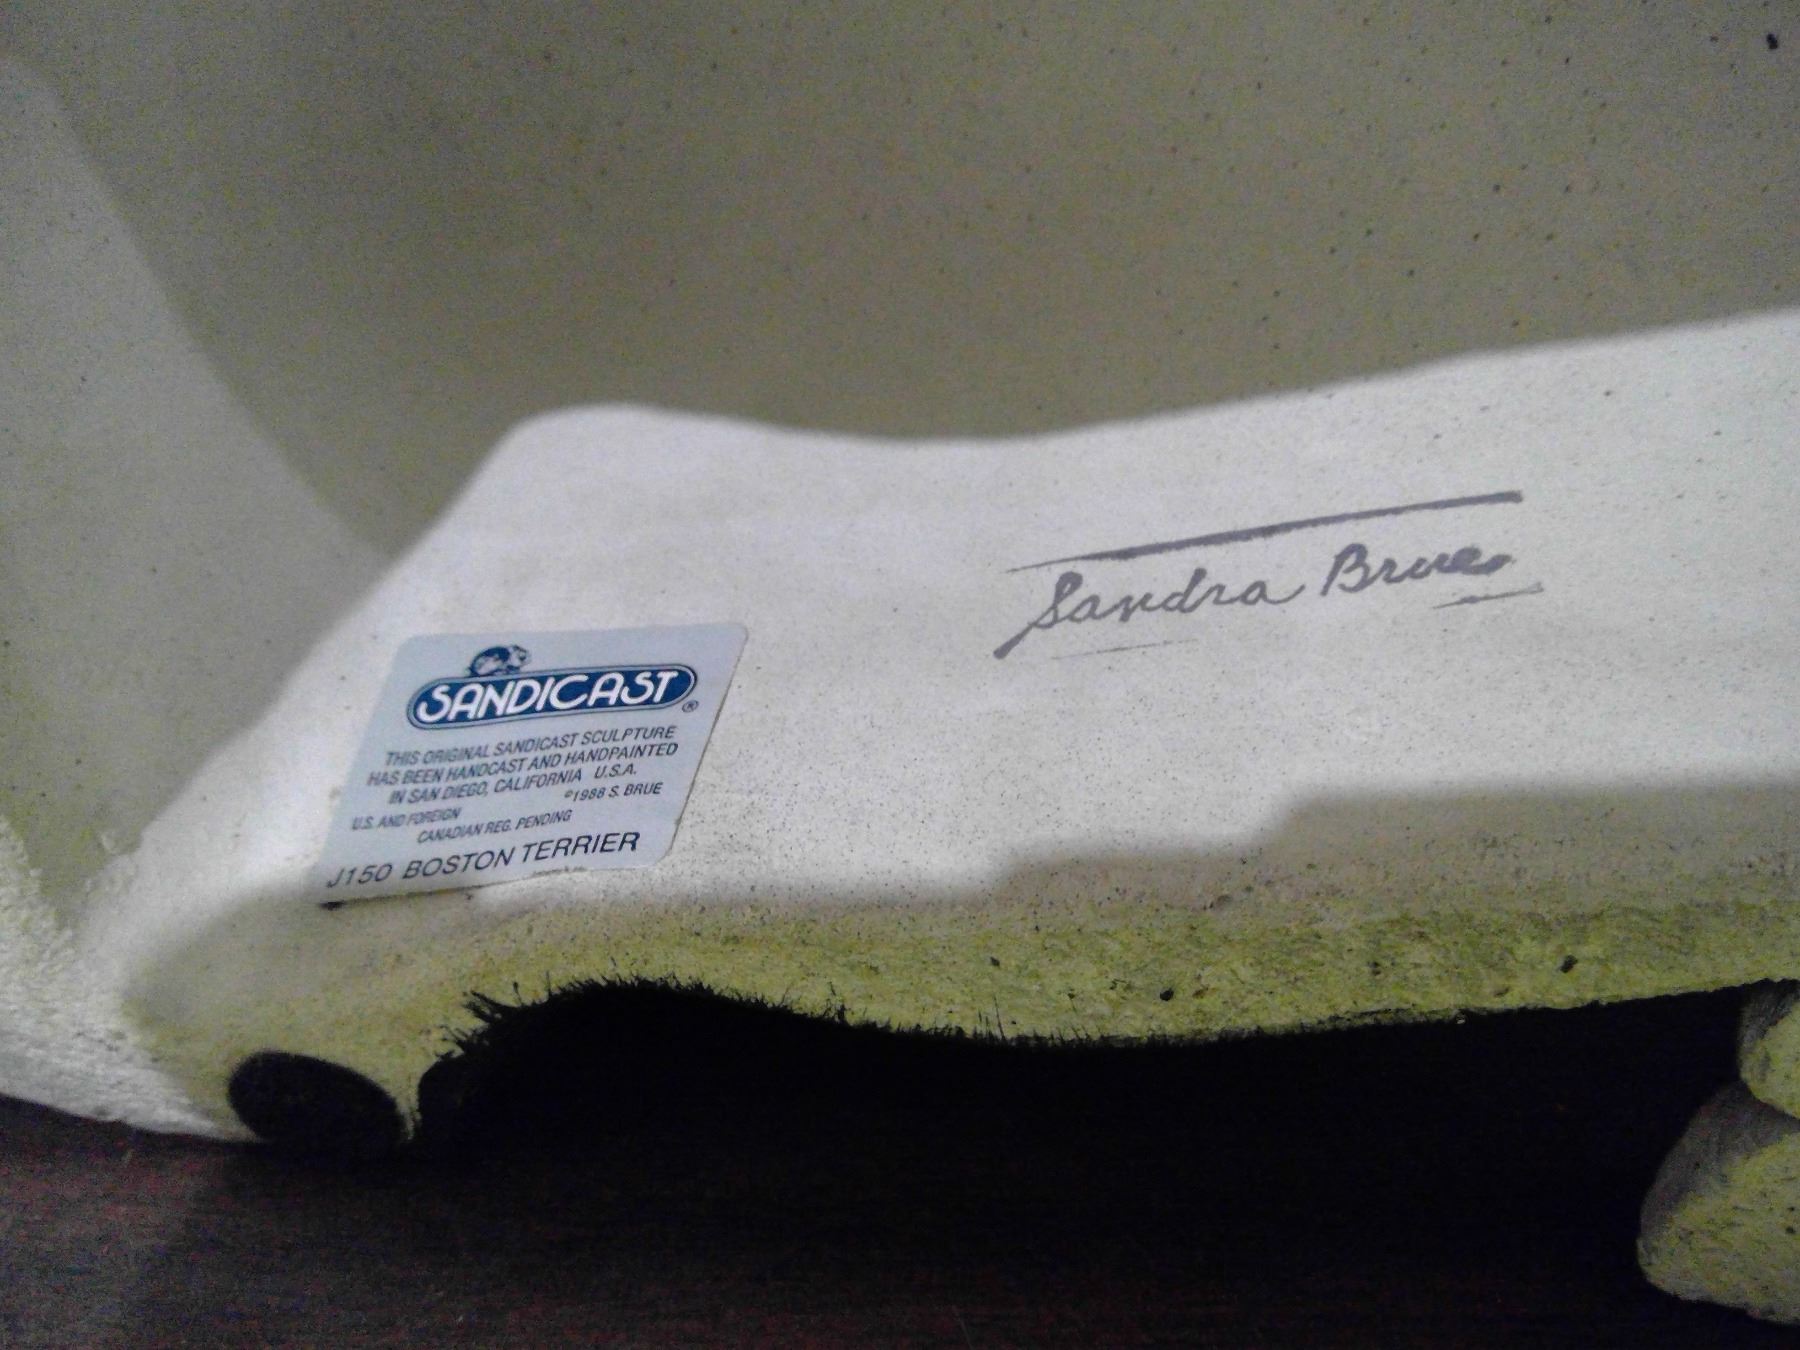 SANDICAST®
THIS ORIGINAL SANDICAST SCULPTURE
HAS BEEN HANDCAST AND HANDPAINTED
IN SAN DIEGO, CALIFORNIA U.S.A.
©1988 S. BRUE
U.S. AND FOREIGN
CANADIAN REG. PENDING
J150 BOSTON TERRIER
Sandra Brue